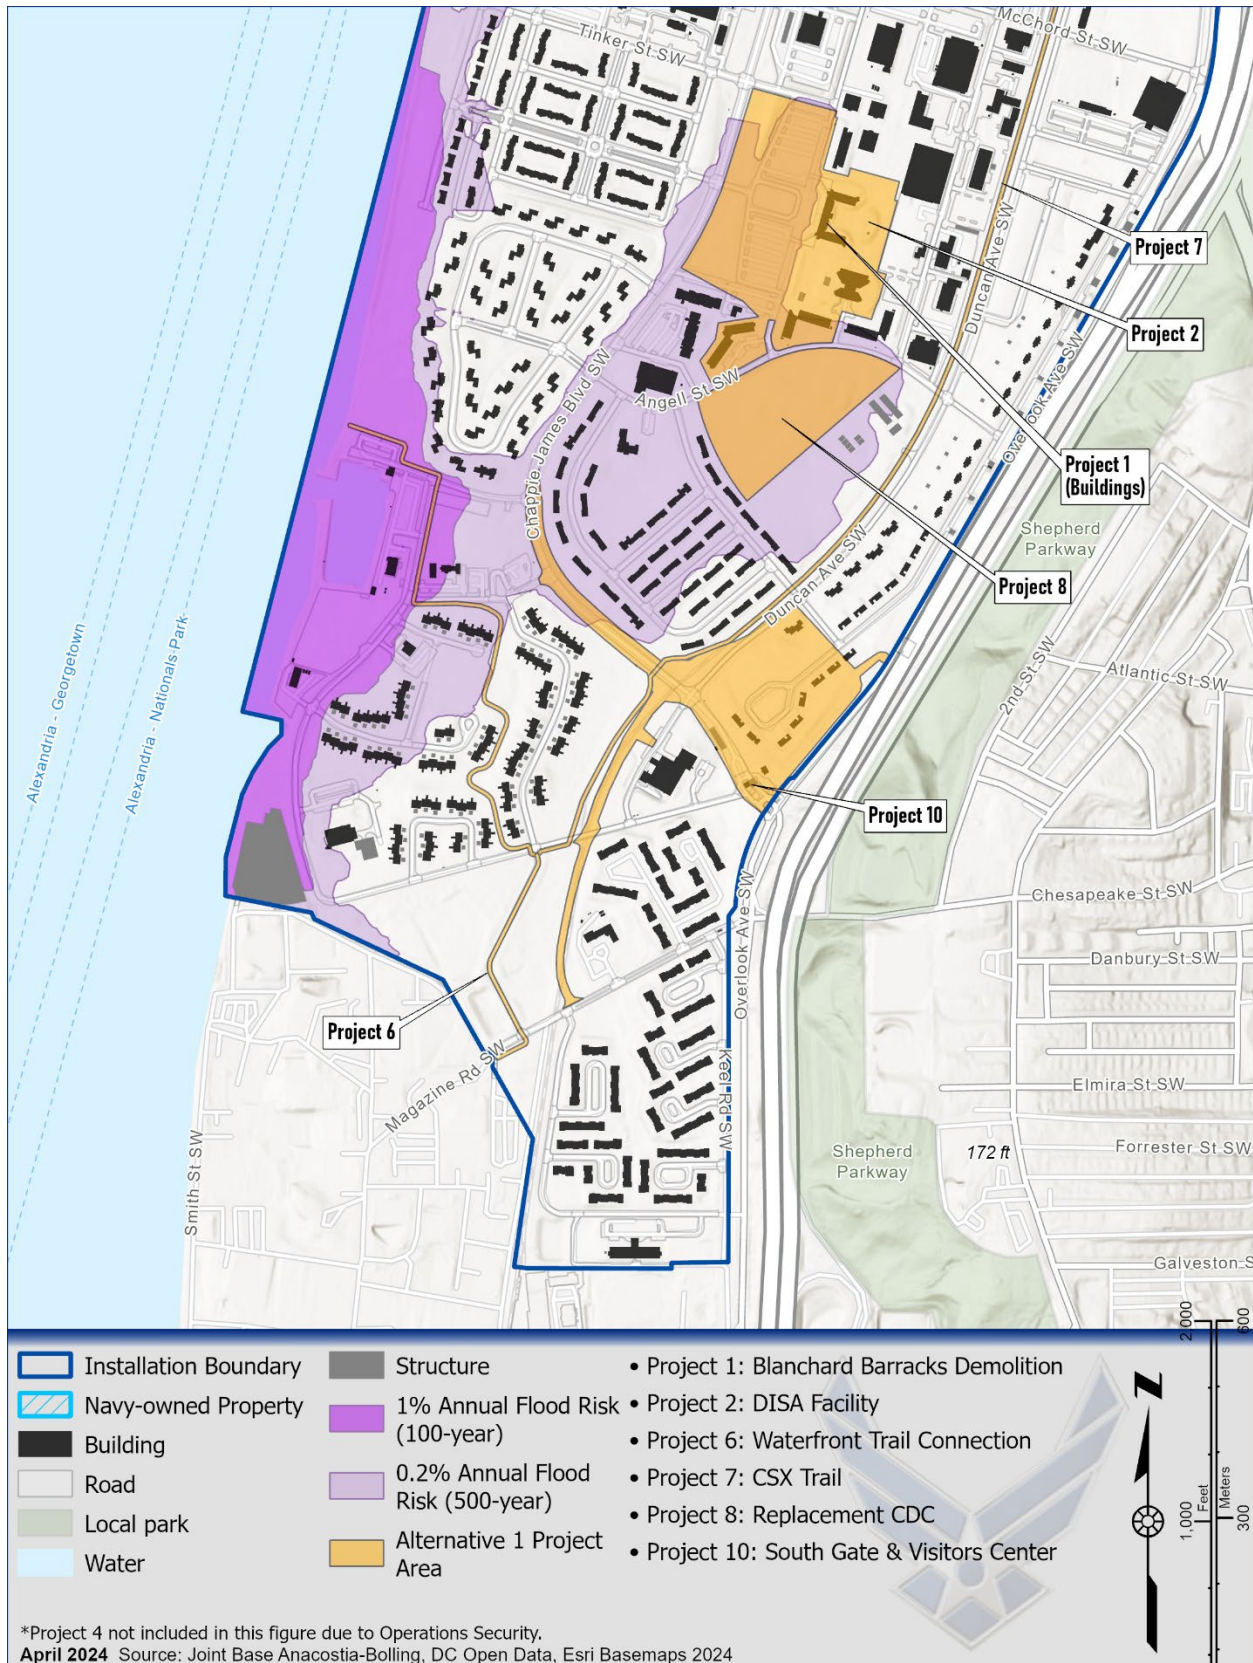 McChord St SW
Tinker St SW
Project 7
Duncan Ave SW
Project 2
Overlook Ave SW
Chappie James Blvd SW
Angell St SW
Project 1
(Buildings)
Shepherd
Parkway
Project 8
Duncan Ave SW
2nd St SW
Atlantic St SW
Alexandria - Georgetown
Alexandria - Nationals Park
Project 10
Chesapeake St SW
Overlook Ave SW
Danbury St SW
Project 6
Magazine Rd SW
Keel Rd SW
Elmira St SW
Smith St SW
Shepherd
Parkway
172 ft
Forrester St SW
Galveston S
Installation Boundary
Navy-owned Property
Building
Road
Local park
Water
Structure
1% Annual Flood Risk
(100-year)
0.2% Annual Flood
Risk (500-year)
Alternative 1 Project
Area
• Project 1: Blanchard Barracks Demolition
• Project 2: DISA Facility
• Project 6: Waterfront Trail Connection
• Project 7: CSX Trail
• Project 8: Replacement CDC
• Project 10: South Gate & Visitors Center
N
2,000
600
1,000
Feet
Meters
300
*Project 4 not included in this figure due to Operations Security.
April 2024 Source: Joint Base Anacostia-Bolling, DC Open Data, Esri Basemaps 2024